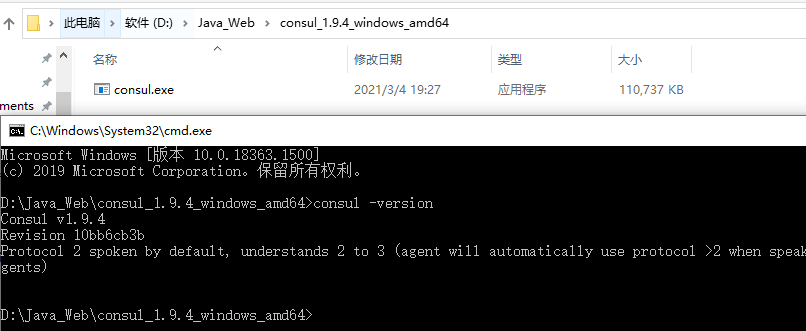 此电脑 › 软件 (D:) › Java_Web › consul_1.9.4_windows_amd64
名称 修改日期 类型 大小
consul.exe 2021/3/4 19:27 应用程序 110,737 KB
ments
C:\Windows\System32\cmd.exe
Microsoft Windows [版本 10.0.18363.1500]
(c) 2019 Microsoft Corporation。保留所有权利。
D:\Java_Web\consul_1.9.4_windows_amd64>consul -version
Consul v1.9.4
Revision 10bb6cb3b
Protocol 2 spoken by default, understands 2 to 3 (agent will automatically use protocol >2 when speak
gents)
D:\Java_Web\consul_1.9.4_windows_amd64>